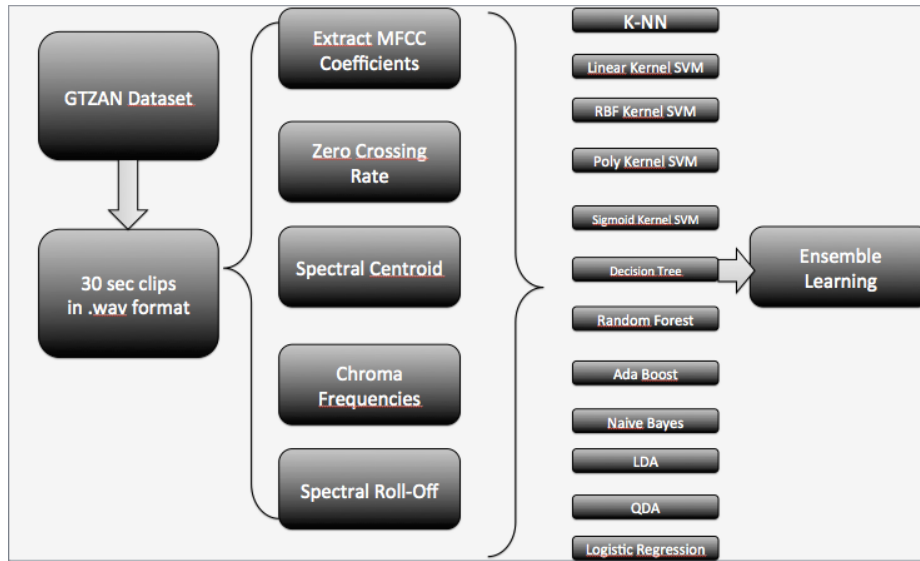 GTZAN Dataset
30 sec clips
in .wav format
Extract MFCC
Coefficients
Zero Crossing
Rate
Spectral Centroid
Chroma
Frequencies
Spectral Roll-Off
K-NN
Linear Kernel SVM
RBF Kernel SVM
Poly Kernel SVM
Sigmoid Kernel SVM
Decision Tree
Random Forest
Ada Boost
Naive Bayes
LDA
QDA
Logistic Regression
Ensemble
Learning